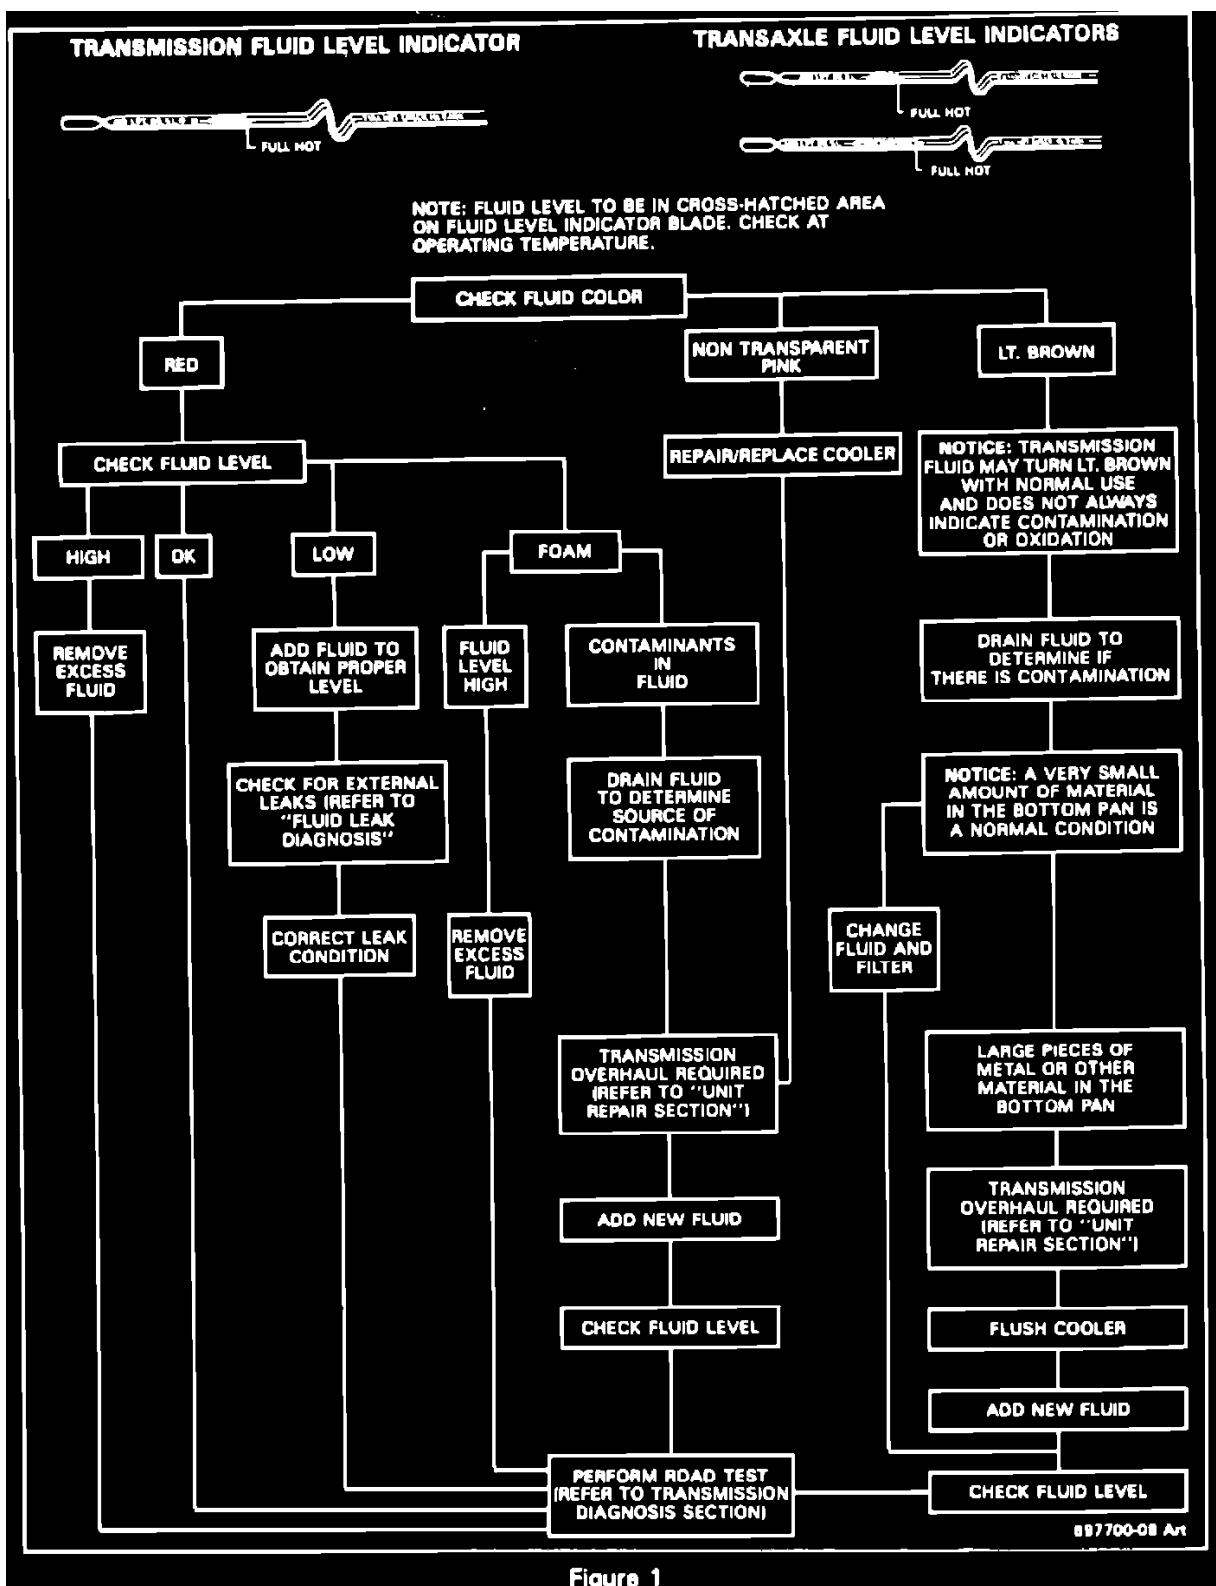 TRANSMISSION FLUID LEVEL INDICATOR
FULL HOT
TRANSAXLE FLUID LEVEL INDICATORS
FULL HOT
FULL HOT
NOTE: FLUID LEVEL TO BE IN CROSS-HATCHED AREA
ON FLUID LEVEL INDICATOR BLADE. CHECK AT
OPERATING TEMPERATURE.
CHECK FLUID COLOR
RED
NON TRANSPARENT
PINK
LT. BROWN
CHECK FLUID LEVEL
REPAIR/REPLACE COOLER
NOTICE: TRANSMISSION
FLUID MAY TURN LT. BROWN
WITH NORMAL USE
AND DOES NOT ALWAYS
INDICATE CONTAMINATION
OR OXIDATION
HIGH
OK
LOW
FOAM
REMOVE
EXCESS
FLUID
ADD FLUID TO
OBTAIN PROPER
LEVEL
FLUID
LEVEL
HIGH
CONTAMINANTS
IN
FLUID
DRAIN FLUID TO
DETERMINE IF
THERE IS CONTAMINATION
CHECK FOR EXTERNAL
LEAKS (REFER TO
"FLUID LEAK
DIAGNOSIS"
DRAIN FLUID
TO DETERMINE
SOURCE OF
CONTAMINATION
NOTICE: A VERY SMALL
AMOUNT OF MATERIAL
IN THE BOTTOM PAN IS
A NORMAL CONDITION
CORRECT LEAK
CONDITION
REMOVE
EXCESS
FLUID
CHANGE
FLUID AND
FILTER
TRANSMISSION
OVERHAUL REQUIRED
(REFER TO "UNIT
REPAIR SECTION")
LARGE PIECES OF
METAL OR OTHER
MATERIAL IN THE
BOTTOM PAN
ADD NEW FLUID
TRANSMISSION
OVERHAUL REQUIRED
(REFER TO "UNIT
REPAIR SECTION")
CHECK FLUID LEVEL
FLUSH COOLER
ADD NEW FLUID
PERFORM ROAD TEST
(REFER TO TRANSMISSION
DIAGNOSIS SECTION)
CHECK FLUID LEVEL
897700-08 Art
Figure 1